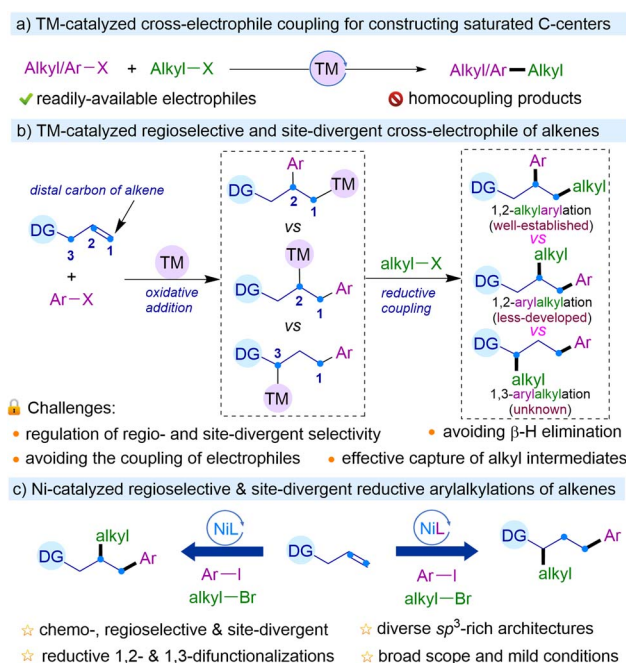 a) TM-catalyzed cross-electrophile coupling for constructing saturated C-centers
Alkyl/Ar—X + Alkyl—X TM Alkyl/Ar—Alkyl
readily-available electrophiles homocoupling products
b) TM-catalyzed regioselective and site-divergent cross-electrophile of alkenes
distal carbon of alkene
DG 3 2 1
+
Ar—X
TM
oxidative
addition
DG Ar 2 1 TM
vs
DG TM 2 1 Ar
vs
DG 3 1 Ar
TM
alkyl—X
reductive
coupling
DG Ar alkyl
1,2-alkylarylation
(well-established)
vs
DG alkyl Ar
1,2-arylalkylation
(less-developed)
vs
DG Ar
alkyl
1,3-arylalkylation
(unknown)
Challenges:
regulation of regio- and site-divergent selectivity
avoiding β-H elimination
avoiding the coupling of electrophiles
effective capture of alkyl intermediates
c) Ni-catalyzed regioselective & site-divergent reductive arylalkylations of alkenes
DG alkyl Ar
NiL
Ar—I
alkyl—Br
DG
NiL
Ar—I
alkyl—Br
DG Ar
alkyl
chemo-, regioselective & site-divergent
diverse sp³-rich architectures
reductive 1,2- & 1,3-difunctionalizations
broad scope and mild conditions